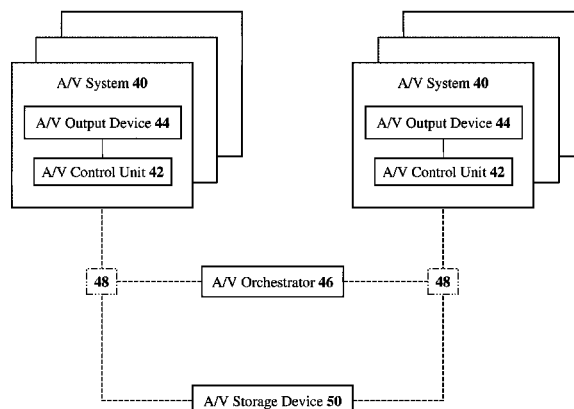 A/V System 40
A/V Output Device 44
A/V Control Unit 42
A/V System 40
A/V Output Device 44
A/V Control Unit 42
48
A/V Orchestrator 46
48
A/V Storage Device 50